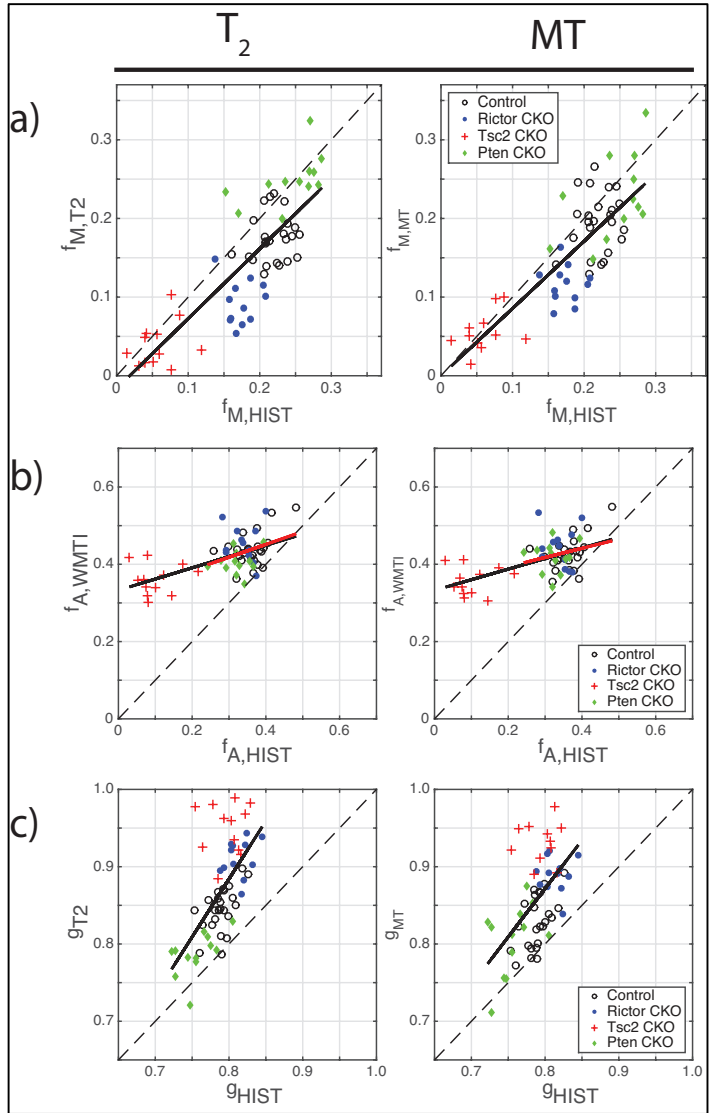 T2 MT
a)
Control
Rictor CKO
Tsc2 CKO
Pten CKO
0.3
0.2
0.1
0
fM,T2
0 0.1 0.2 0.3
fM,HIST
0.3
0.2
0.1
0
fM,MT
0 0.1 0.2 0.3
fM,HIST
b)
0.6
0.4
0.2
0
fA,WMTI
0 0.2 0.4 0.6
fA,HIST
0.6
0.4
0.2
0
fA,WMTI
0 0.2 0.4 0.6
fA,HIST
Control
Rictor CKO
Tsc2 CKO
Pten CKO
c)
1.0
0.9
0.8
0.7
gT2
0.7 0.8 0.9 1.0
gHIST
1.0
0.9
0.8
0.7
gMT
0.7 0.8 0.9 1.0
gHIST
Control
Rictor CKO
Tsc2 CKO
Pten CKO